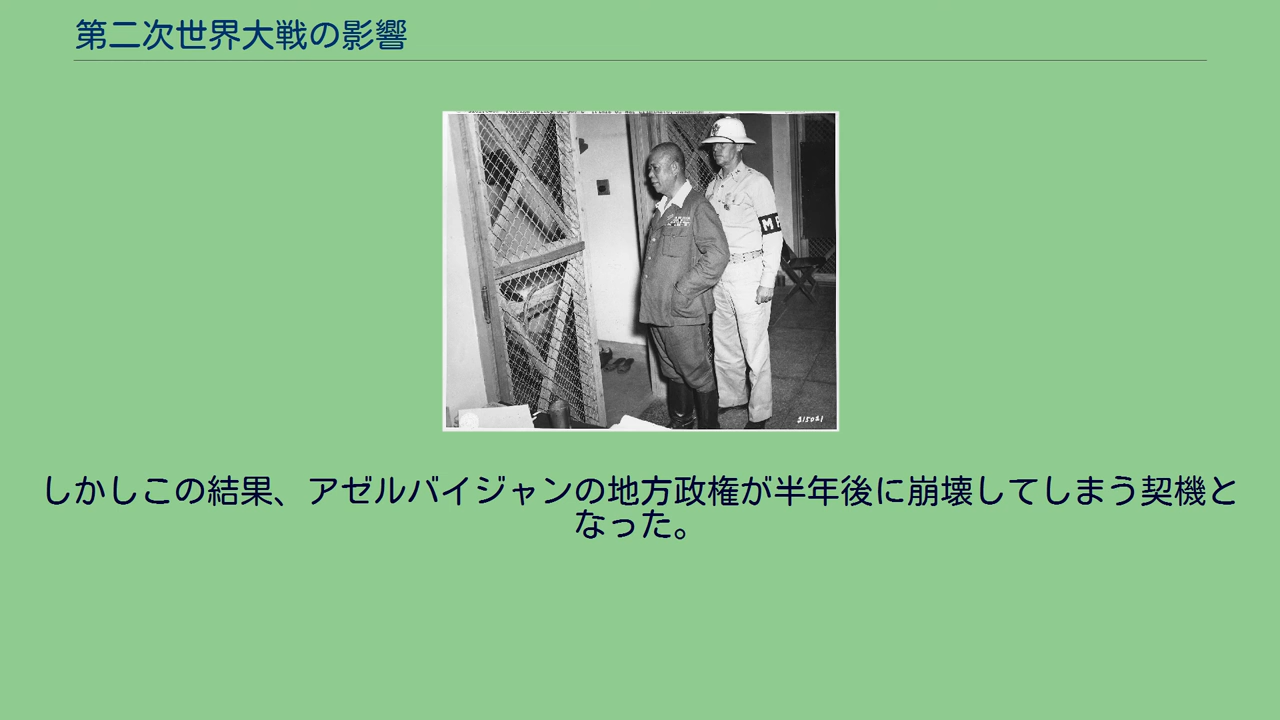 第二次世界大戦の影響
MP
215021
しかしこの結果、アゼルバイジャンの地方政権が半年後に崩壊してしまう契機と
なった。